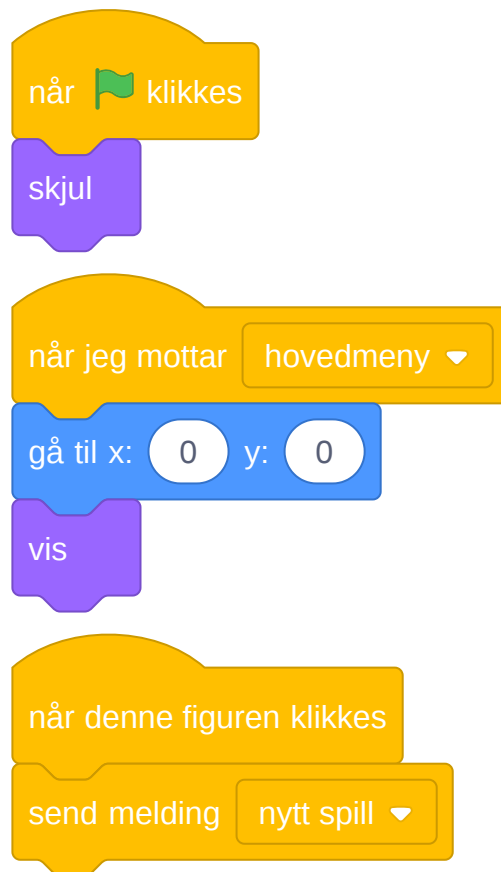 når klikkes
skjul
når jeg mottar hovedmeny
gå til x: 0 y: 0
vis
når denne figuren klikkes
send melding nytt spill